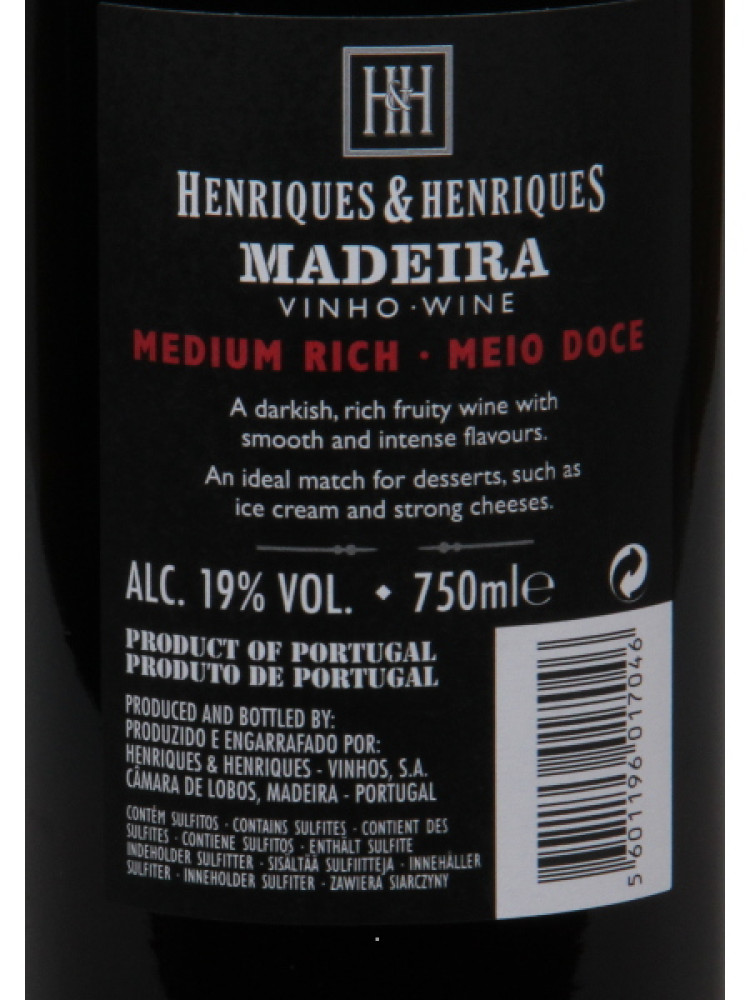 H&H
HENRIQUES & HENRIQUES
MADEIRA
VINHO · WINE
MEDIUM RICH · MEIO DOCE
A darkish, rich fruity wine with
smooth and intense flavours.
An ideal match for desserts, such as
ice cream and strong cheeses.
ALC. 19% VOL. • 750ml℮
PRODUCT OF PORTUGAL
PRODUTO DE PORTUGAL
PRODUCED AND BOTTLED BY:
PRODUZIDO E ENGARRAFADO POR:
HENRIQUES & HENRIQUES - VINHOS, S.A.
CÂMARA DE LOBOS, MADEIRA - PORTUGAL
CONTÉM SULFITOS · CONTAINS SULFITES · CONTIENT DES
SULFITES · CONTIENE SULFITOS · ENTHÄLT SULFITE
INDEHOLDER SULFITTER · SISÄLTÄÄ SULFIITTEJA · INNEHÅLLER
SULFITER · INNEHOLDER SULFITER · ZAWIERA SIARCZYNY
5 601196 017046